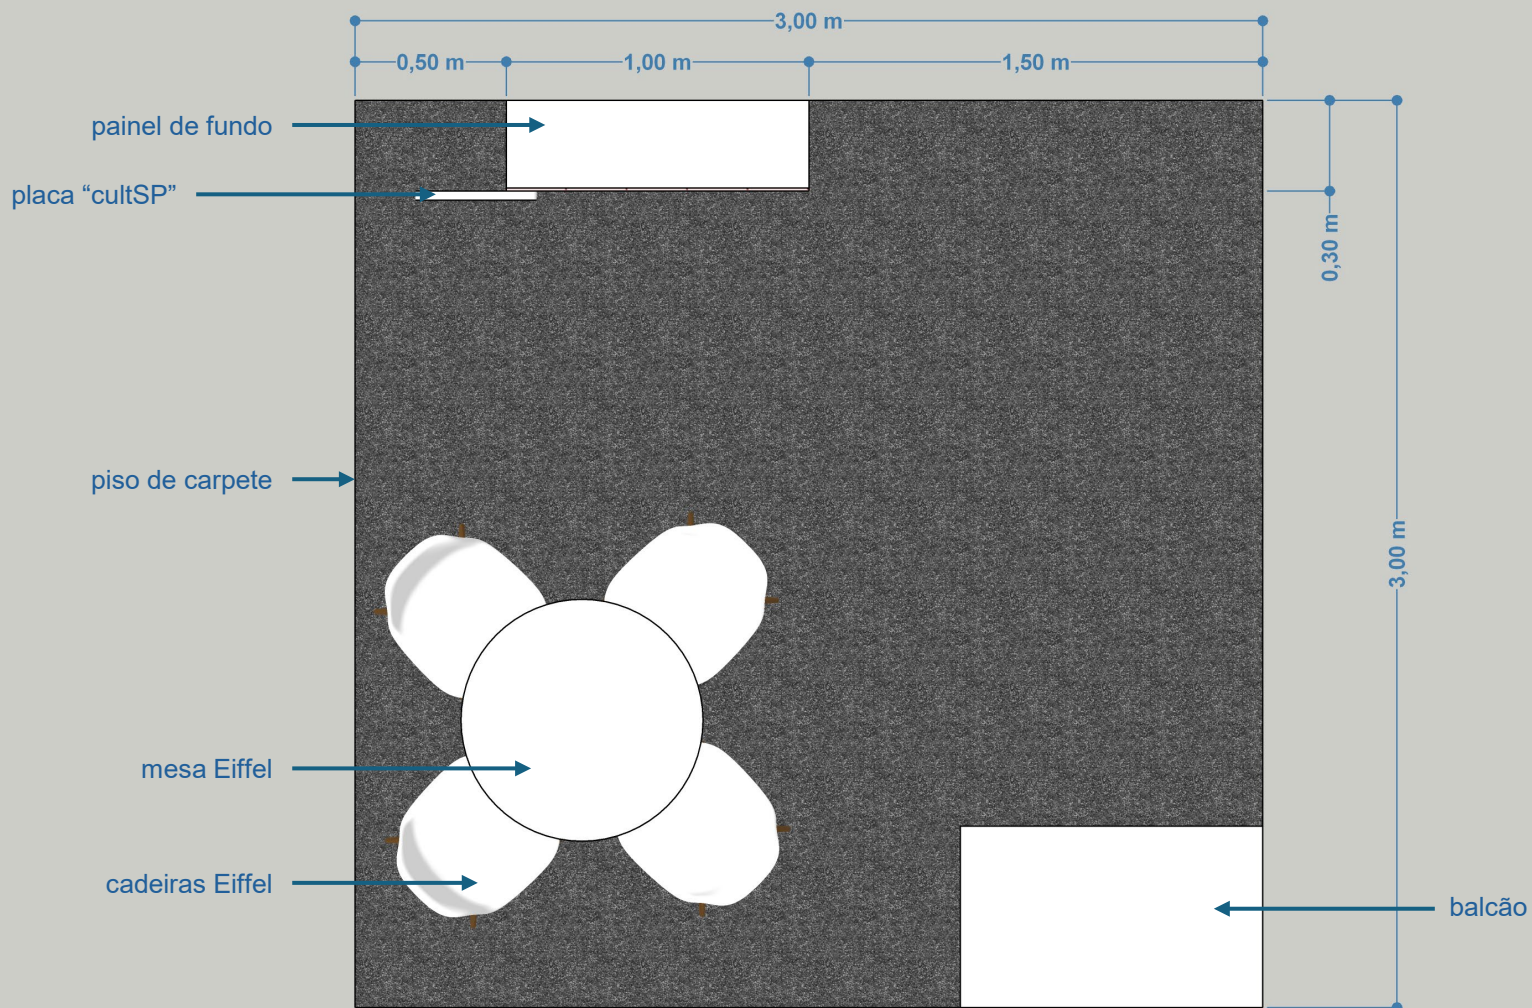 3,00 m
0,50 m
1,00 m
1,50 m
painel de fundo
placa “cultSP”
0,30 m
piso de carpete
3,00 m
mesa Eiffel
cadeiras Eiffel
balcão